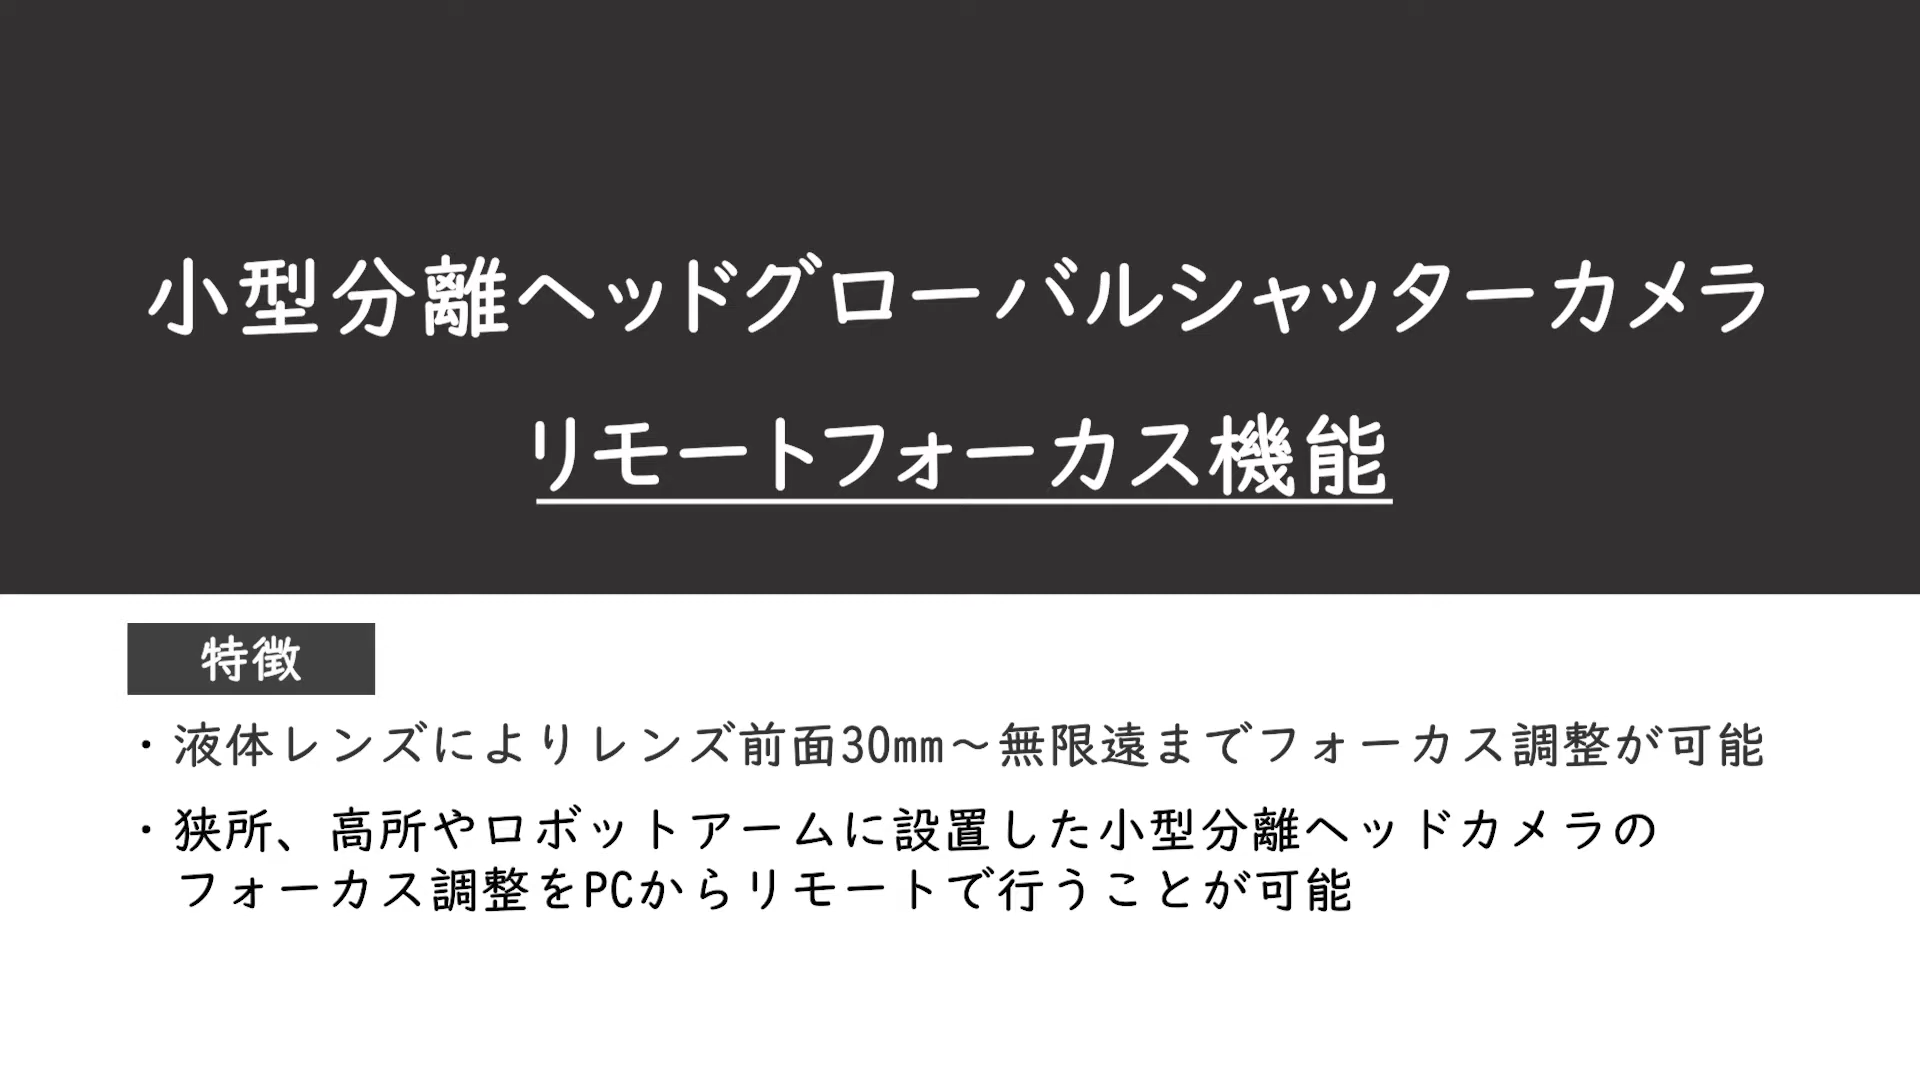 小型分離ヘッドグローバルシャッターカメラ
リモートフォーカス機能
特徴
・液体レンズによりレンズ前面30mm～無限遠までフォーカス調整が可能
・狭所、高所やロボットアームに設置した小型分離ヘッドカメラの
フォーカス調整をPCからリモートで行うことが可能